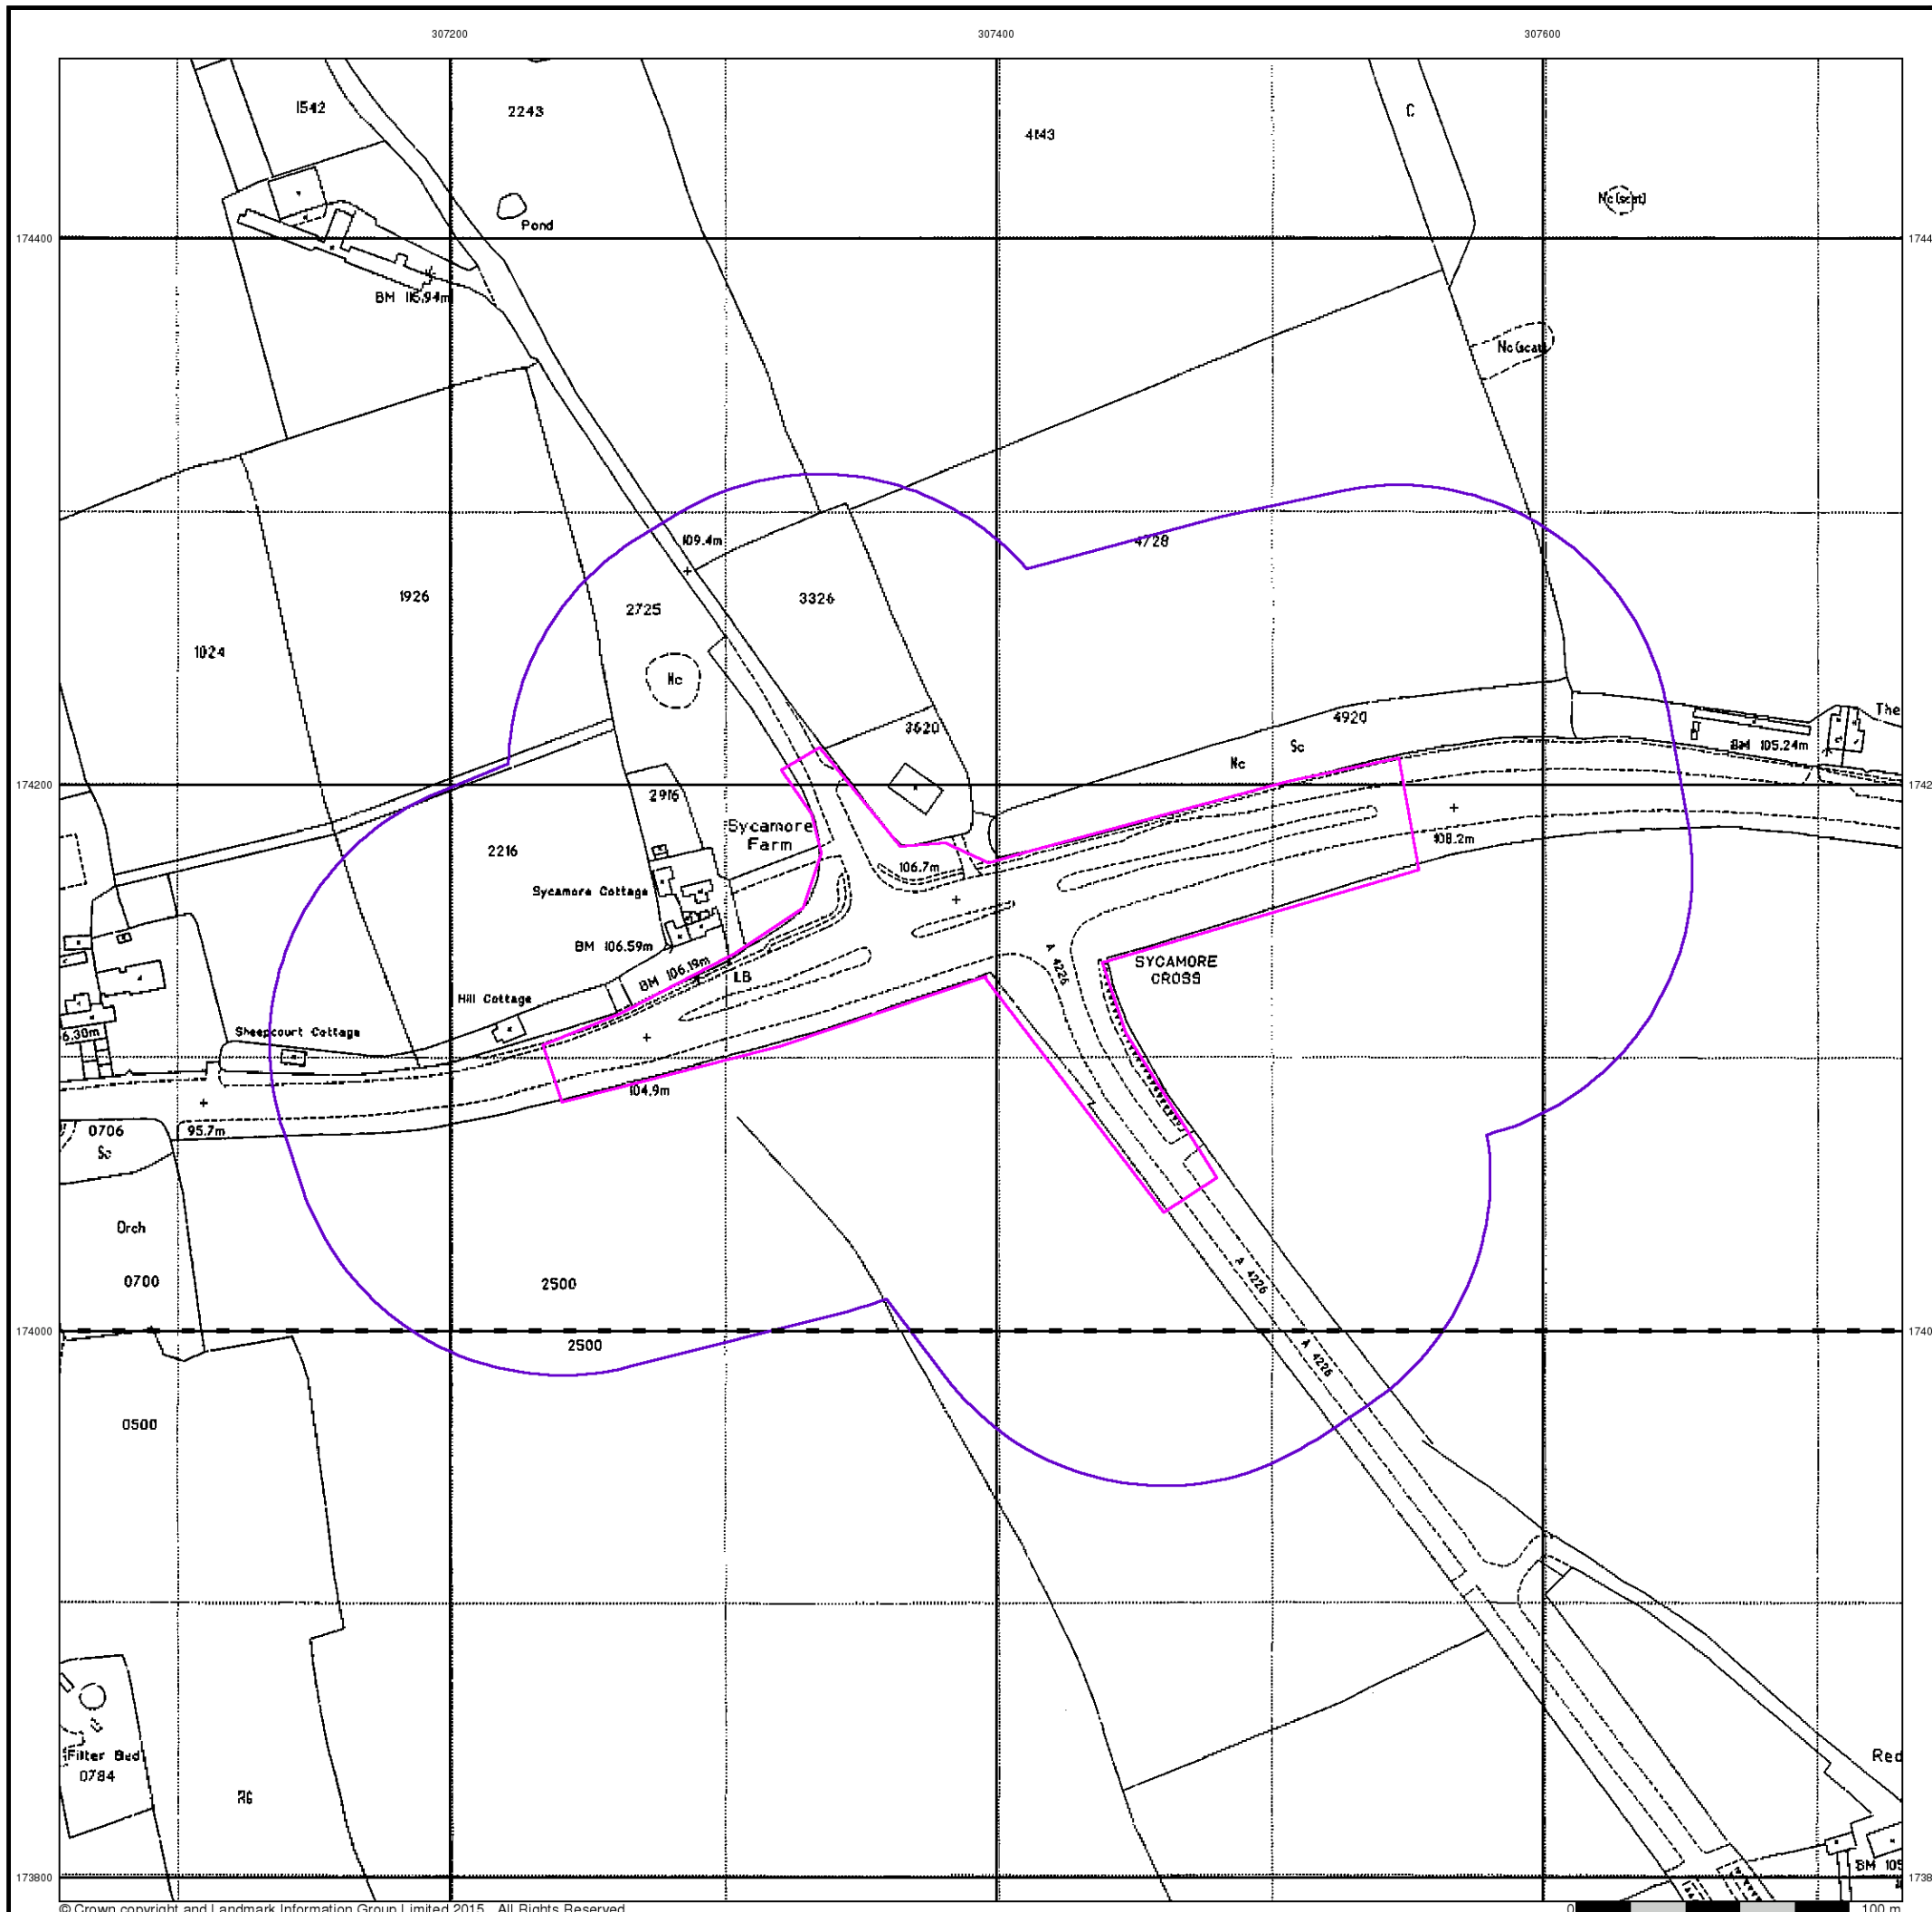 307200
307400
307600
1542
2243
4143
C
Nc(scat)
Pond
174400
BM 116.94m
Nc(scat)
109.4m
4728
1926
2725
3326
1024
Nc
The
3620
4920
Sc
Nc
BM 105.24m
174200
2916
Sycamore
Farm
108.2m
2216
106.7m
Sycamore Cottage
BM 106.59m
A 4226
SYCAMORE
CROSS
BM 106.19m
LB
Hill Cottage
Sheepcourt Cottage
6.30m
104.9m
0706
95.7m
Sc
Orch
0700
2500
A 4226
174000
2500
A 4226
0500
Filter Bed
0784
RG
Red
BM 105
173800
© Crown copyright and Landmark Information Group Limited 2015. All Rights Reserved.
0
100 m